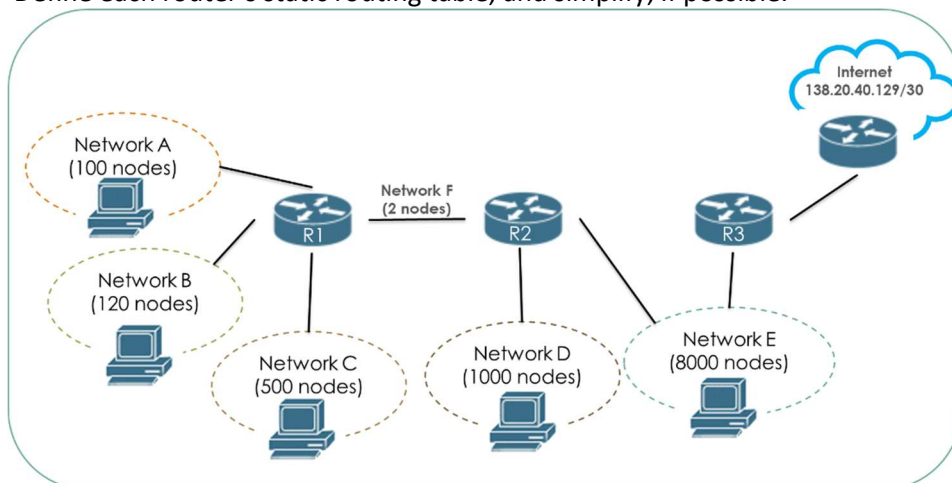 Define each router's static routing table, and simplify, if possible.
Internet
138.20.40.129/30
Network A
(100 nodes)
Network F
(2 nodes)
R1
R2
R3
Network B
(120 nodes)
Network C
(500 nodes)
Network D
(1000 nodes)
Network E
(8000 nodes)